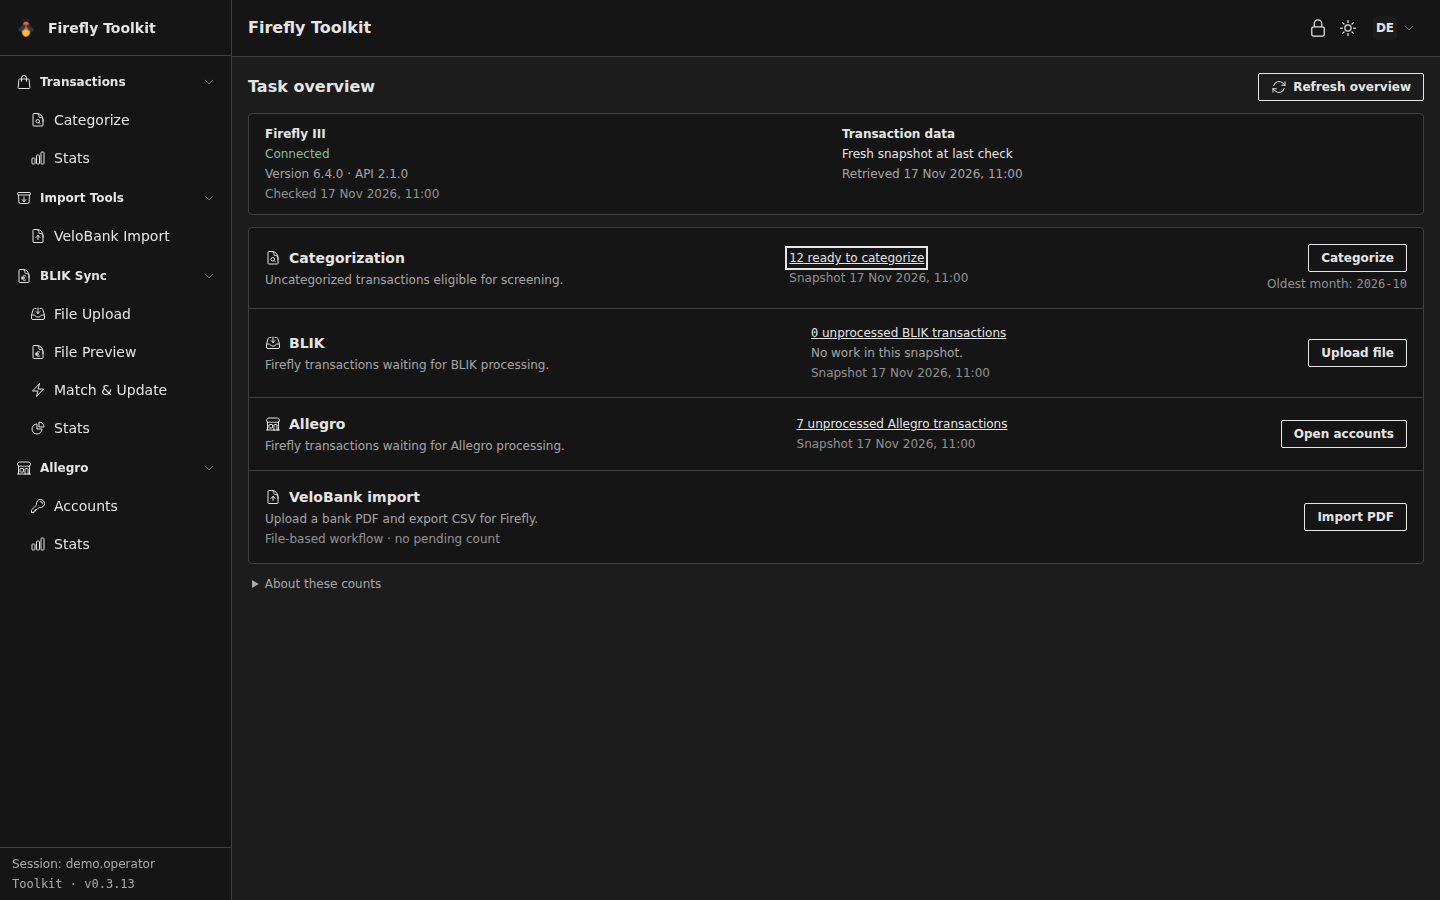 Firefly Toolkit
Transactions
Categorize
Stats
Import Tools
VeloBank Import
BLIK Sync
File Upload
File Preview
Match & Update
Stats
Allegro
Accounts
Stats
Session: demo.operator
Toolkit · v0.3.13
Firefly Toolkit
DE
Task overview
Refresh overview
Firefly III
Connected
Version 6.4.0 · API 2.1.0
Checked 17 Nov 2026, 11:00
Transaction data
Fresh snapshot at last check
Retrieved 17 Nov 2026, 11:00
Categorization
Uncategorized transactions eligible for screening.
12 ready to categorize
Snapshot 17 Nov 2026, 11:00
Categorize
Oldest month: 2026-10
BLIK
Firefly transactions waiting for BLIK processing.
0 unprocessed BLIK transactions
No work in this snapshot.
Snapshot 17 Nov 2026, 11:00
Upload file
Allegro
Firefly transactions waiting for Allegro processing.
7 unprocessed Allegro transactions
Snapshot 17 Nov 2026, 11:00
Open accounts
VeloBank import
Upload a bank PDF and export CSV for Firefly.
File-based workflow · no pending count
Import PDF
About these counts